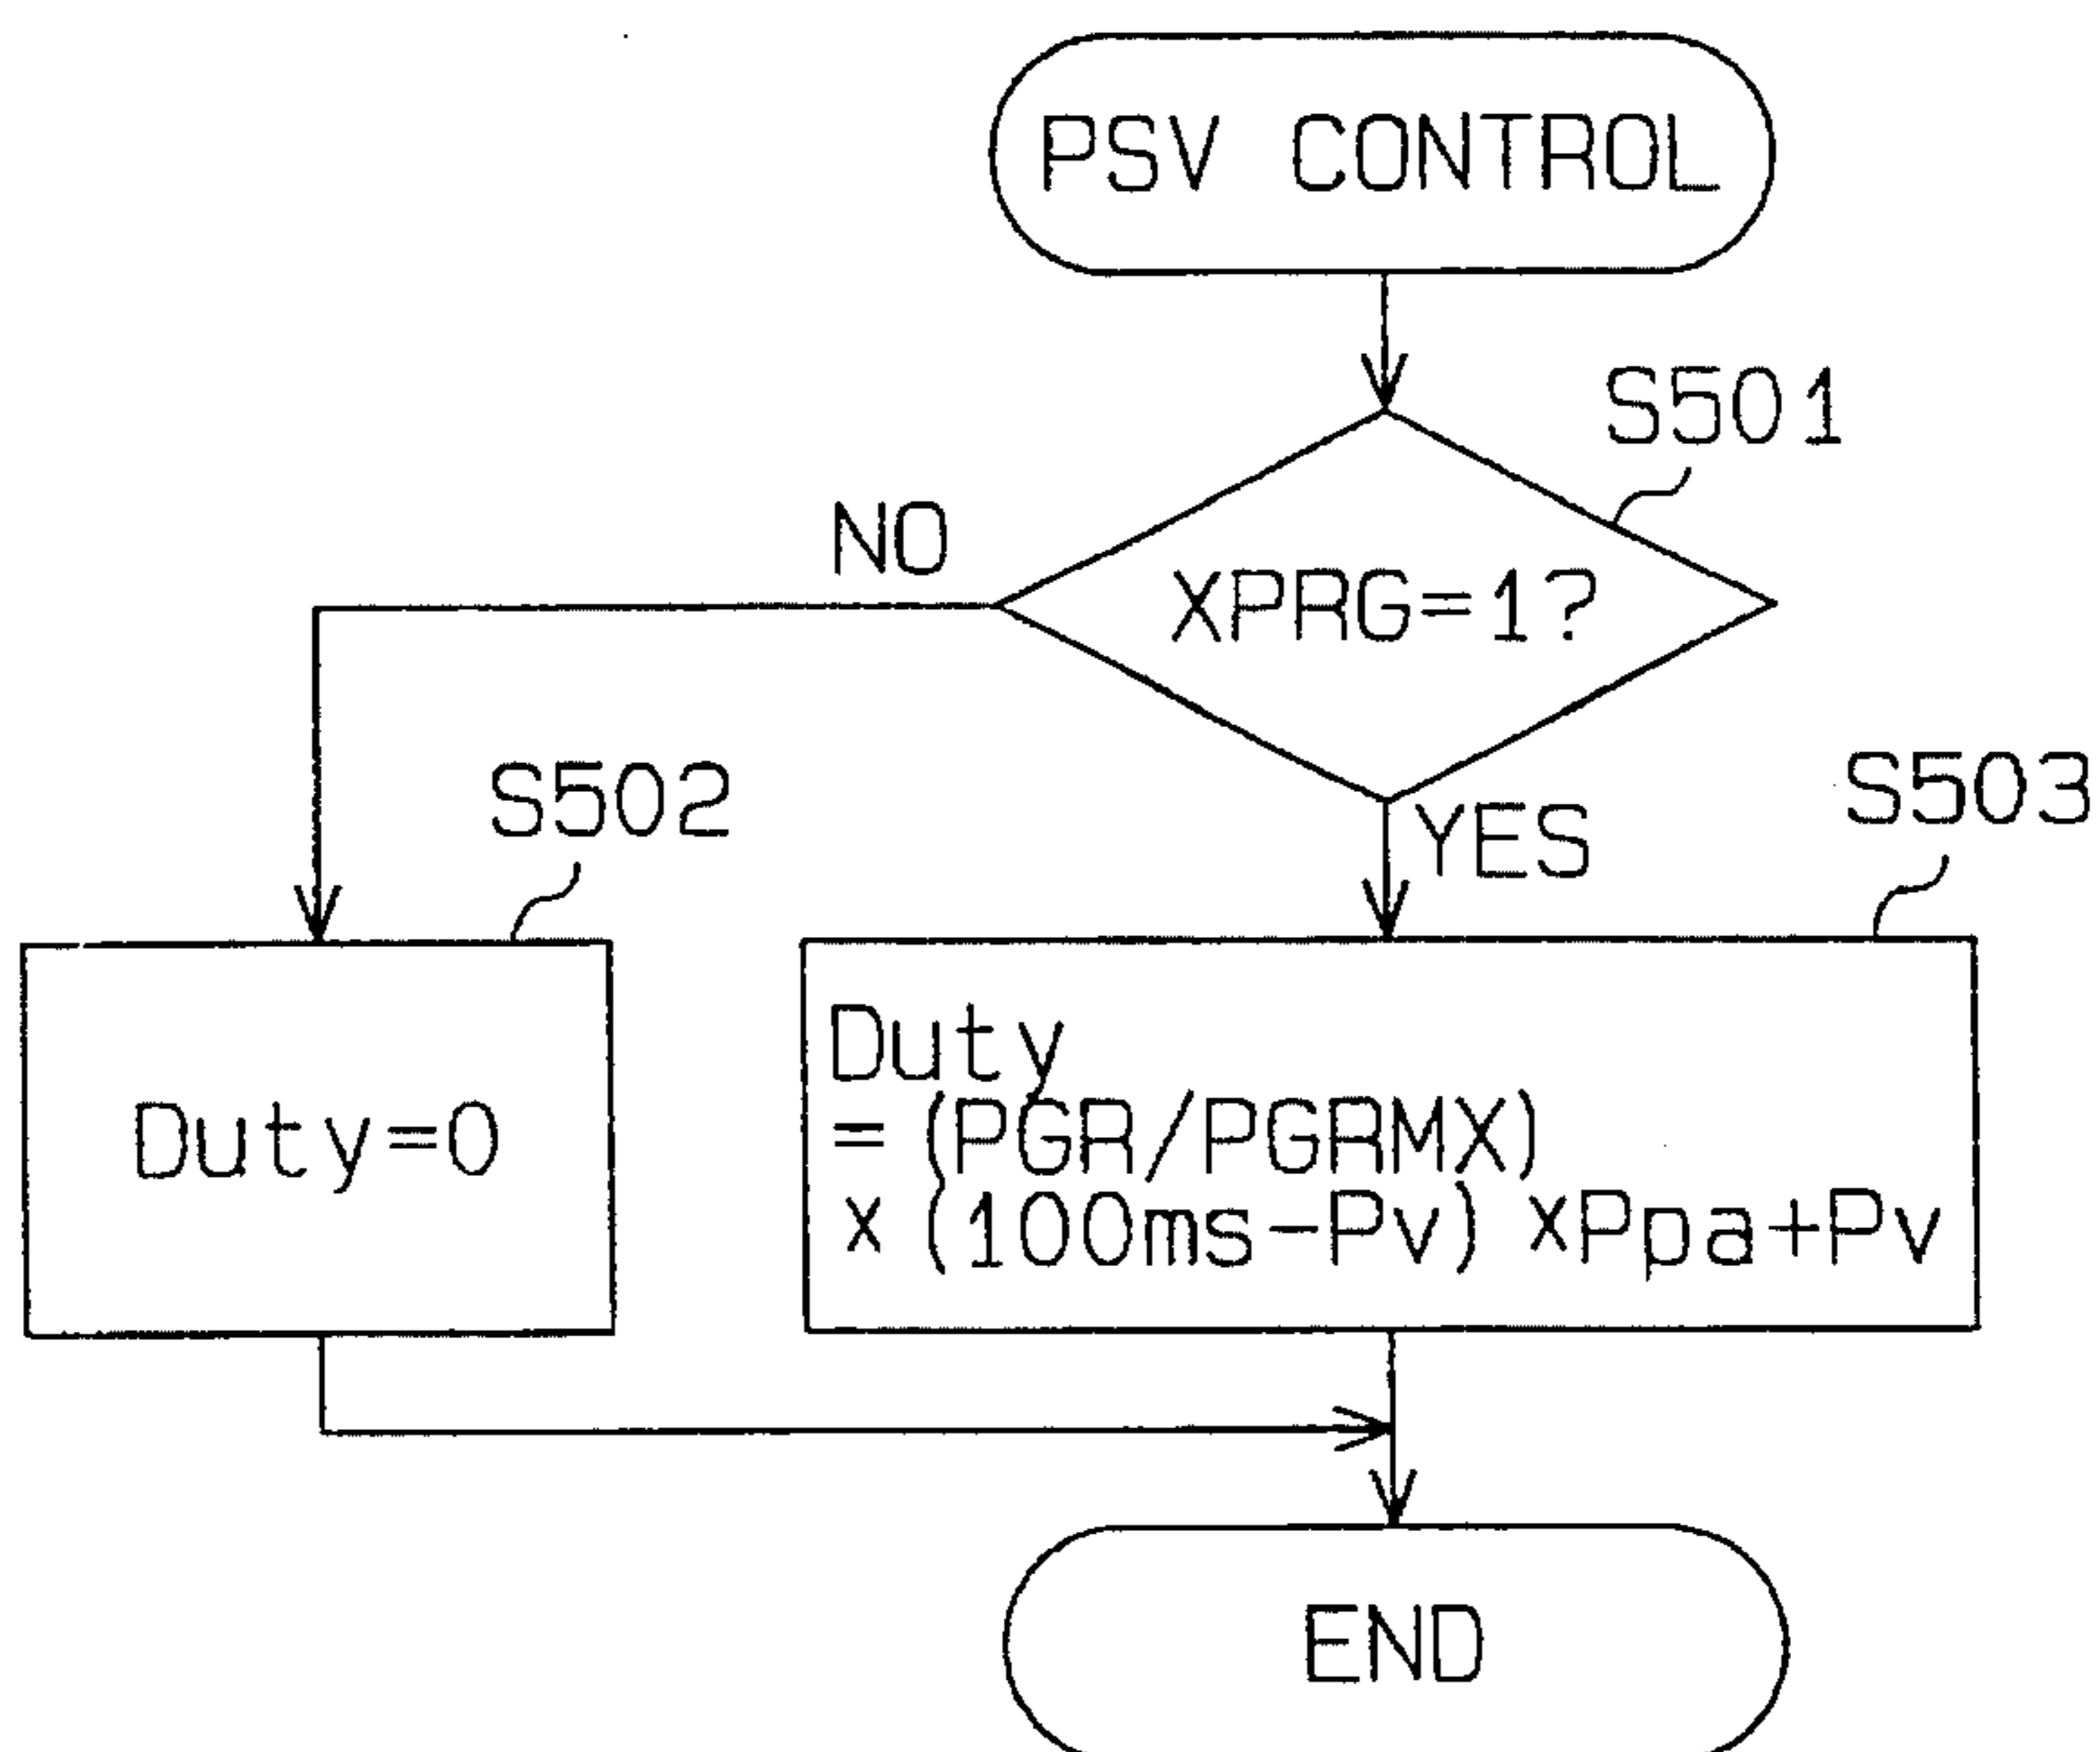 PSV CONTROL
S501
NO
XPRG=1?
YES
S502
S503
Duty=0
Duty
=(PGR/PGRMX)
x(100ms-Pv)xPpa+Pv
END